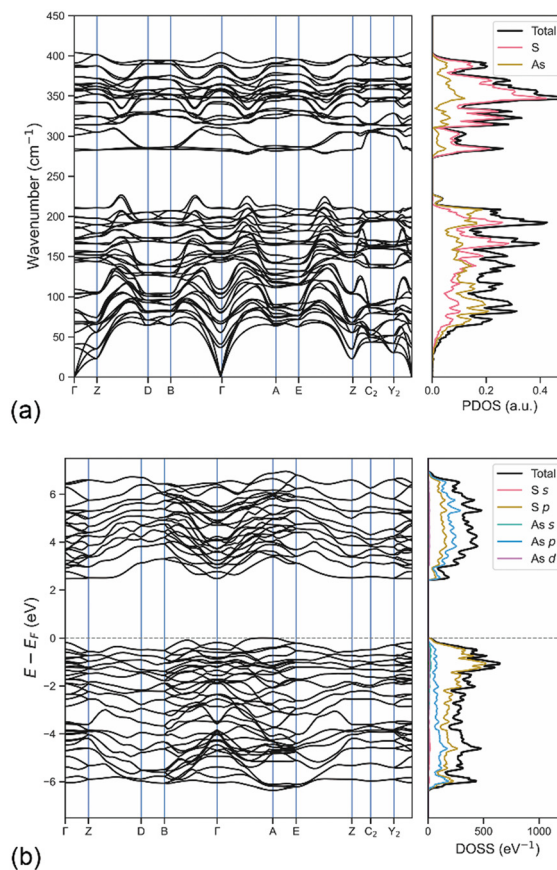 450
400
350
300
250
200
150
100
50
0
Wavenumber (cm⁻¹)
Γ Z D B Γ A E Z C₂ Y₂
Total
S
As
0.0 0.2 0.4
PDOS (a.u.)
(a)
6
4
2
0
−2
−4
−6
E − E_F (eV)
Γ Z D B Γ A E Z C₂ Y₂
Total
S s
S p
As s
As p
As d
0 500 1000
DOSS (eV⁻¹)
(b)